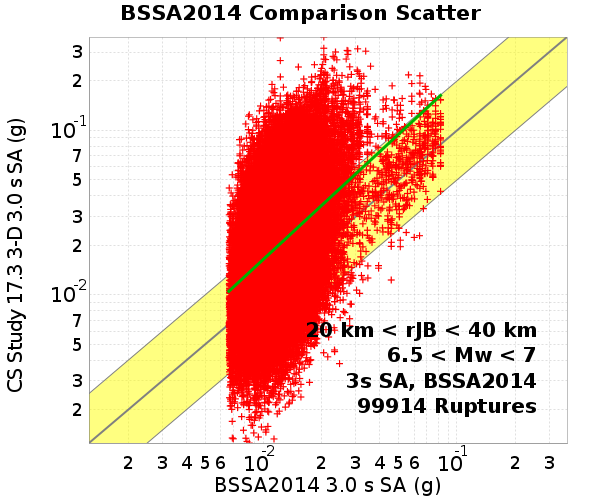 BSSA2014 Comparison Scatter
CS Study 17.3 3-D 3.0 s SA (g)
3
2
10⁻¹
7
5
3
2
10⁻²
7
5
3
2
20 km < rJB < 40 km
6.5 < Mw < 7
3s SA, BSSA2014
99914 Ruptures
2 3 4 5 6 10⁻² 2 3 4 5 6 10⁻¹ 2 3
BSSA2014 3.0 s SA (g)